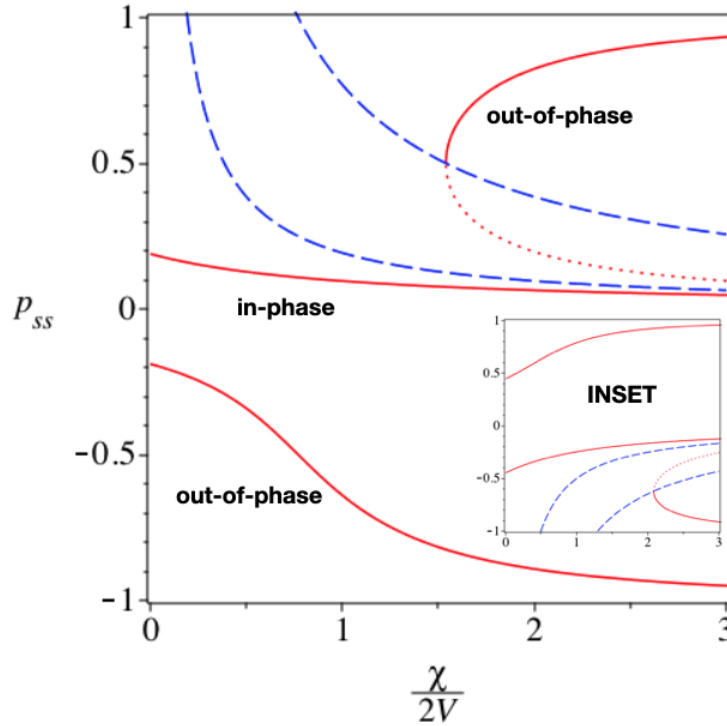 1
out-of-phase
0.5
p_ss
0
in-phase
1
0.5
INSET
0
-0.5
-0.5
out-of-phase
-1
0 1 2 3
-1
0 1 2 3
χ
2V